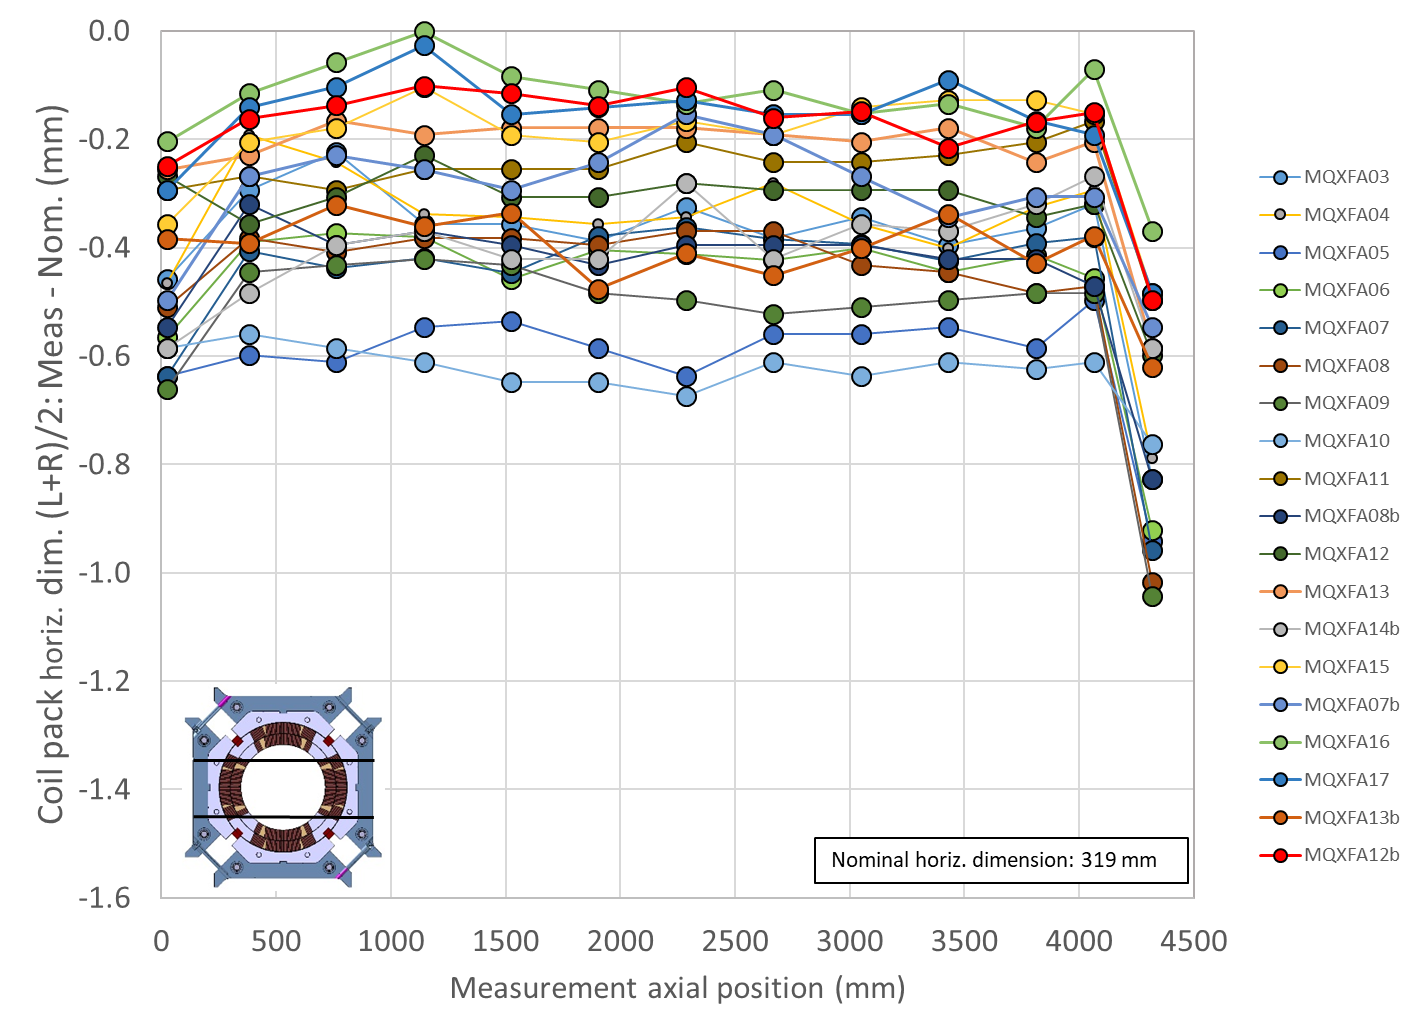 Coil pack horiz. dim. (L+R)/2: Meas - Nom. (mm)
0.0
-0.2
-0.4
-0.6
-0.8
-1.0
-1.2
-1.4
-1.6
0 500 1000 1500 2000 2500 3000 3500 4000 4500
Measurement axial position (mm)
Nominal horiz. dimension: 319 mm
MQXFA03
MQXFA04
MQXFA05
MQXFA06
MQXFA07
MQXFA08
MQXFA09
MQXFA10
MQXFA11
MQXFA08b
MQXFA12
MQXFA13
MQXFA14b
MQXFA15
MQXFA07b
MQXFA16
MQXFA17
MQXFA13b
MQXFA12b